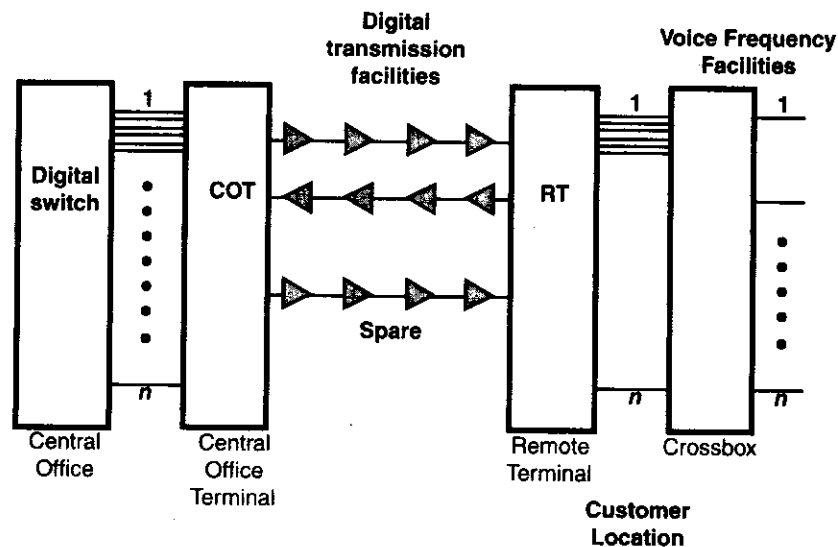 Digital
transmission
facilities
Voice Frequency
Facilities
1
1
1
Digital
switch
COT
RT
Spare
n
n
n
Central
Office
Central
Office
Terminal
Remote
Terminal
Crossbox
Customer
Location